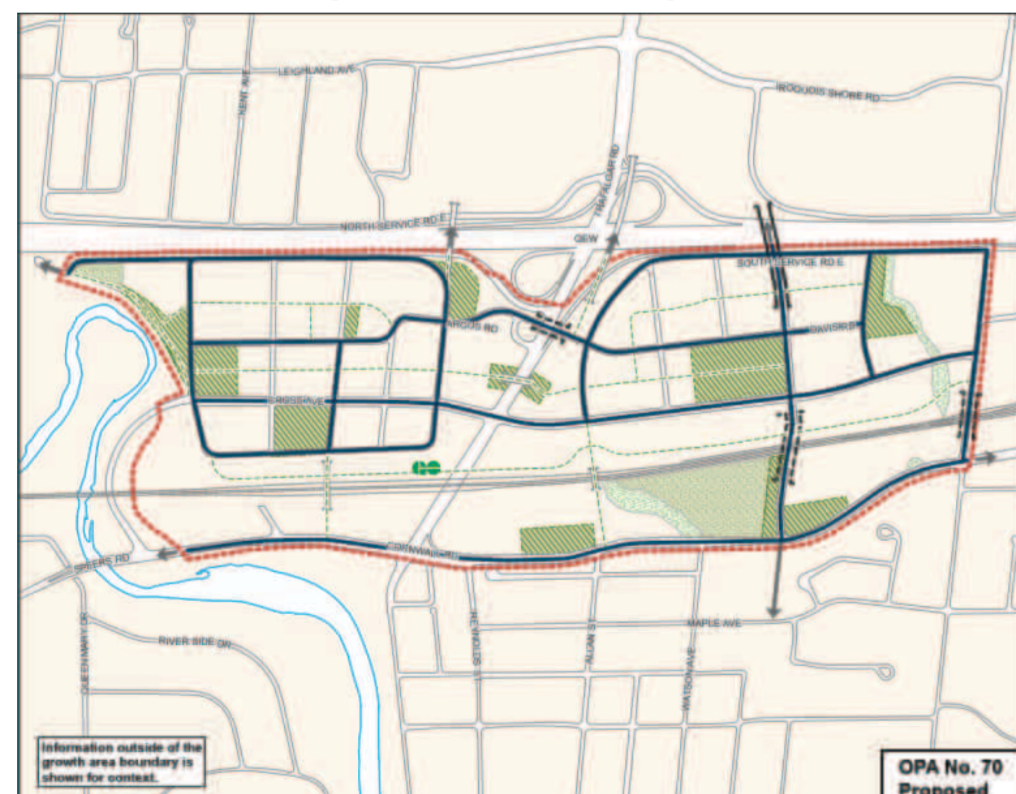 LEIGHLAND AVE
KENT AVE
IROQUOIS SHORE RD
TRAFALGAR RD
NORTH SERVICE RD E
QEW
SOUTH SERVICE RD E
ARGUS RD
DAVIS RD
CROSS AVE
CORNWALL RD
SPEERS RD
QUEEN MARY DR
RIVER SIDE DR
REYNOLDS ST
ALLAN ST
WATSON AVE
MAPLE AVE
Information outside of the
growth area boundary is
shown for context.
OPA No. 70
Proposed